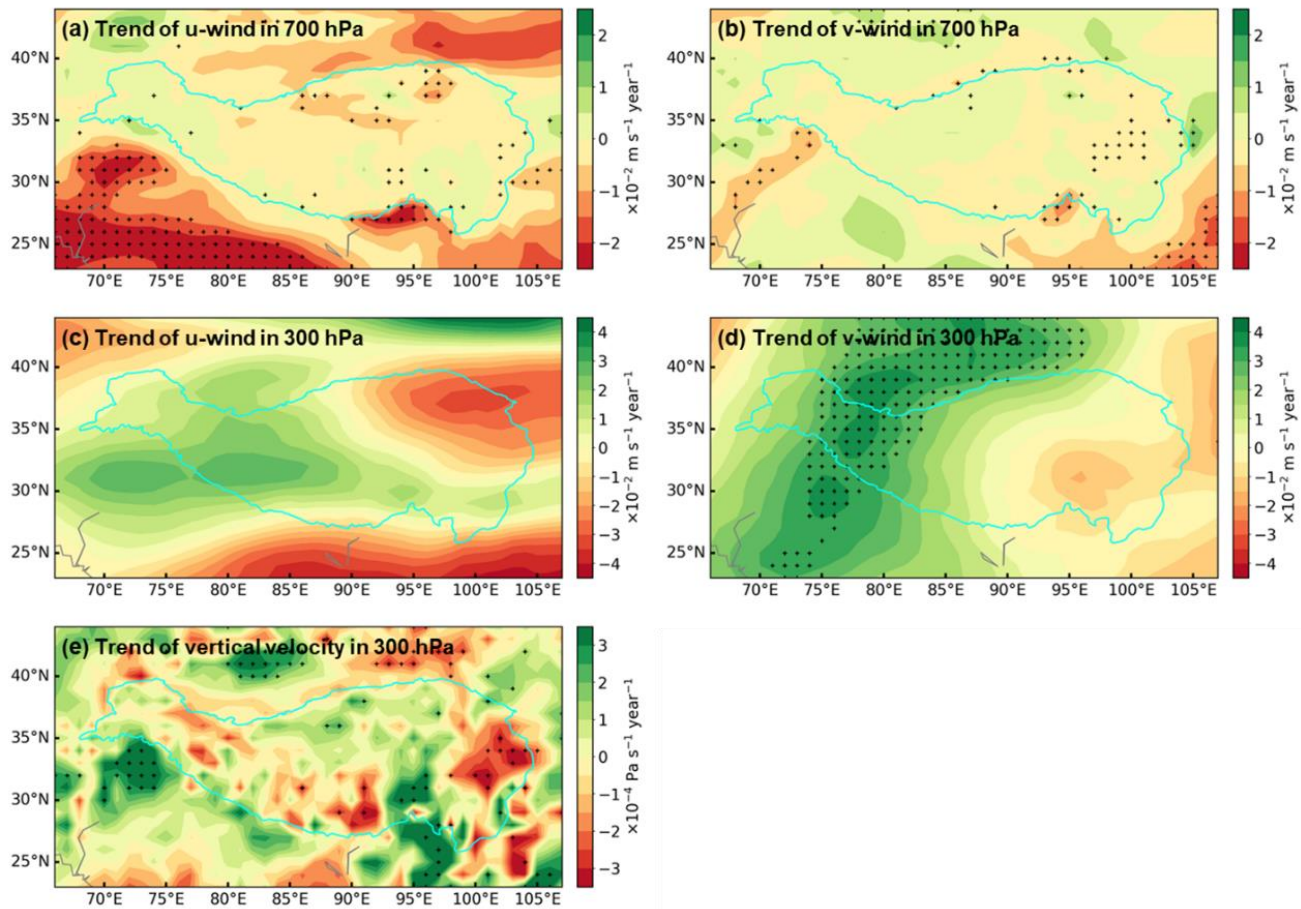 (a) Trend of u-wind in 700 hPa
40°N
35°N
30°N
25°N
70°E 75°E 80°E 85°E 90°E 95°E 100°E 105°E
2
1
0
−1
−2
×10⁻² m s⁻¹ year⁻¹
(b) Trend of v-wind in 700 hPa
40°N
35°N
30°N
25°N
70°E 75°E 80°E 85°E 90°E 95°E 100°E 105°E
2
1
0
−1
−2
×10⁻² m s⁻¹ year⁻¹
(c) Trend of u-wind in 300 hPa
40°N
35°N
30°N
25°N
70°E 75°E 80°E 85°E 90°E 95°E 100°E 105°E
4
3
2
1
0
−1
−2
−3
−4
×10⁻² m s⁻¹ year⁻¹
(d) Trend of v-wind in 300 hPa
40°N
35°N
30°N
25°N
70°E 75°E 80°E 85°E 90°E 95°E 100°E 105°E
4
3
2
1
0
−1
−2
−3
−4
×10⁻² m s⁻¹ year⁻¹
(e) Trend of vertical velocity in 300 hPa
40°N
35°N
30°N
25°N
70°E 75°E 80°E 85°E 90°E 95°E 100°E 105°E
3
2
1
0
−1
−2
−3
×10⁻⁴ Pa s⁻¹ year⁻¹